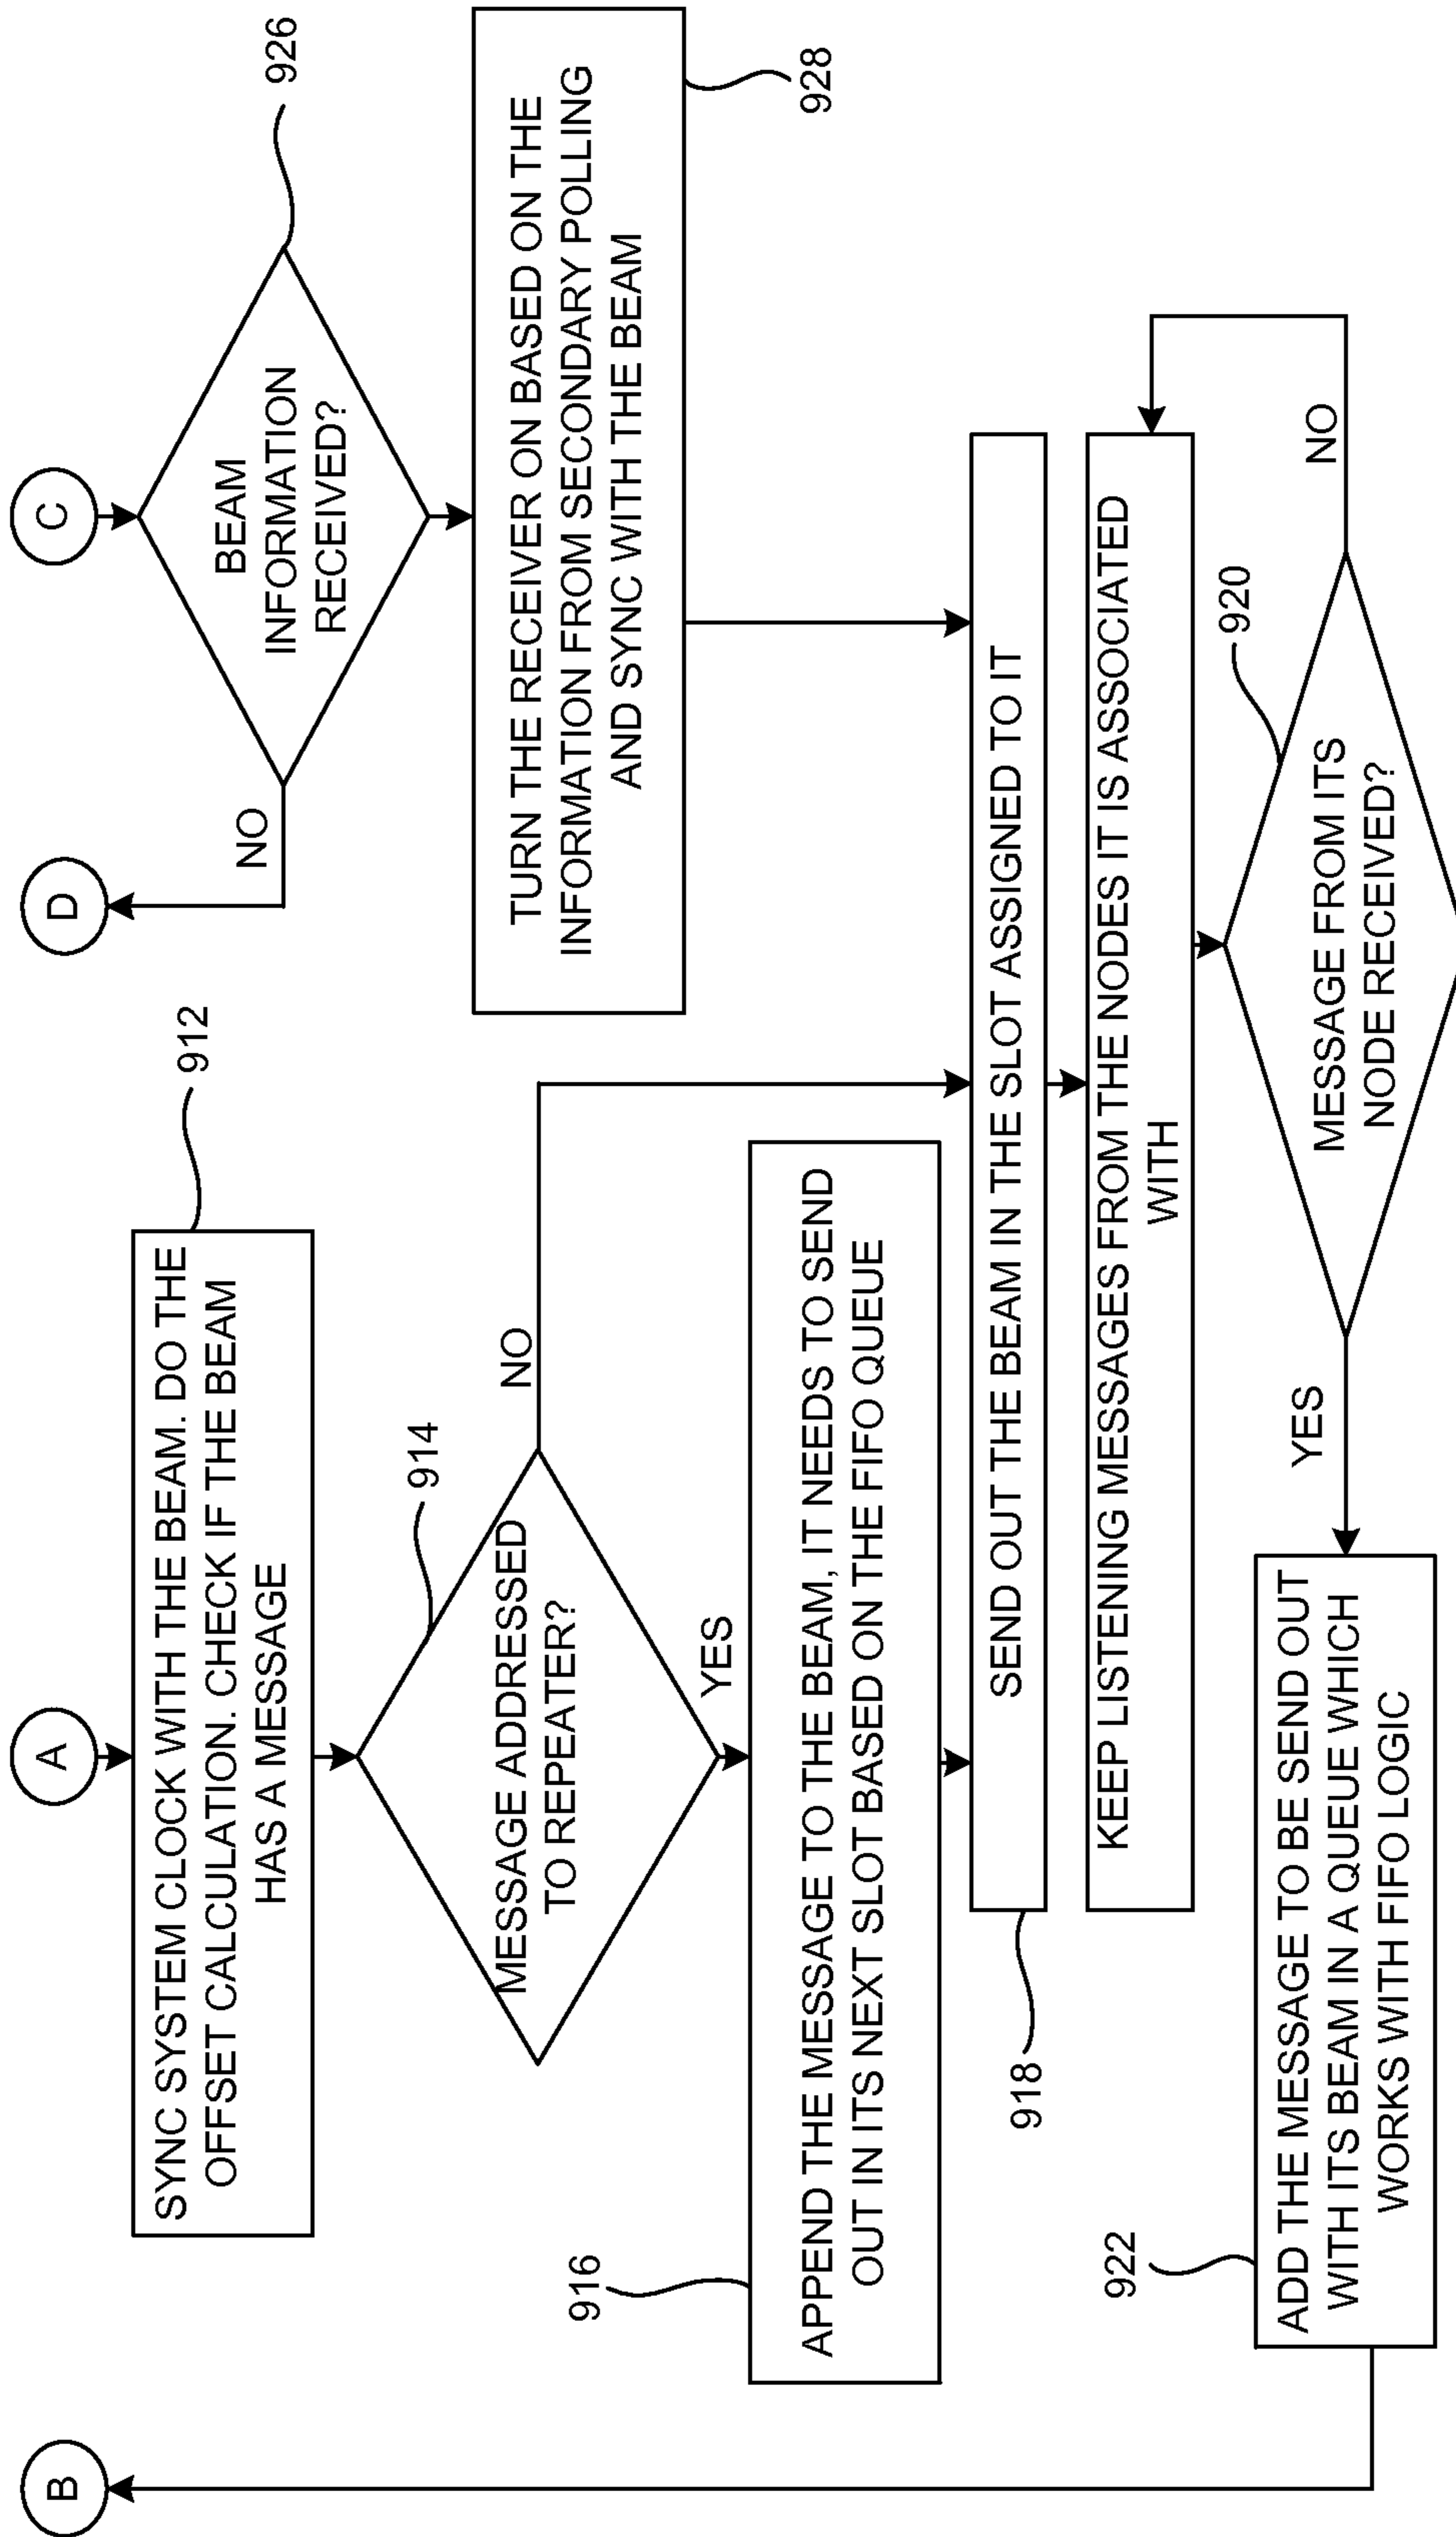 B
A
D
C
SYNC SYSTEM CLOCK WITH THE BEAM. DO THE
OFFSET CALCULATION. CHECK IF THE BEAM
HAS A MESSAGE
912
BEAM
INFORMATION
RECEIVED?
926
NO
MESSAGE ADDRESSED
TO REPEATER?
914
NO
YES
TURN THE RECEIVER ON BASED ON THE
INFORMATION FROM SECONDARY POLLING
AND SYNC WITH THE BEAM
928
916
APPEND THE MESSAGE TO THE BEAM, IT NEEDS TO SEND
OUT IN ITS NEXT SLOT BASED ON THE FIFO QUEUE
918
SEND OUT THE BEAM IN THE SLOT ASSIGNED TO IT
KEEP LISTENING MESSAGES FROM THE NODES IT IS ASSOCIATED
WITH
922
ADD THE MESSAGE TO BE SEND OUT
WITH ITS BEAM IN A QUEUE WHICH
WORKS WITH FIFO LOGIC
YES
MESSAGE FROM ITS
NODE RECEIVED?
920
NO